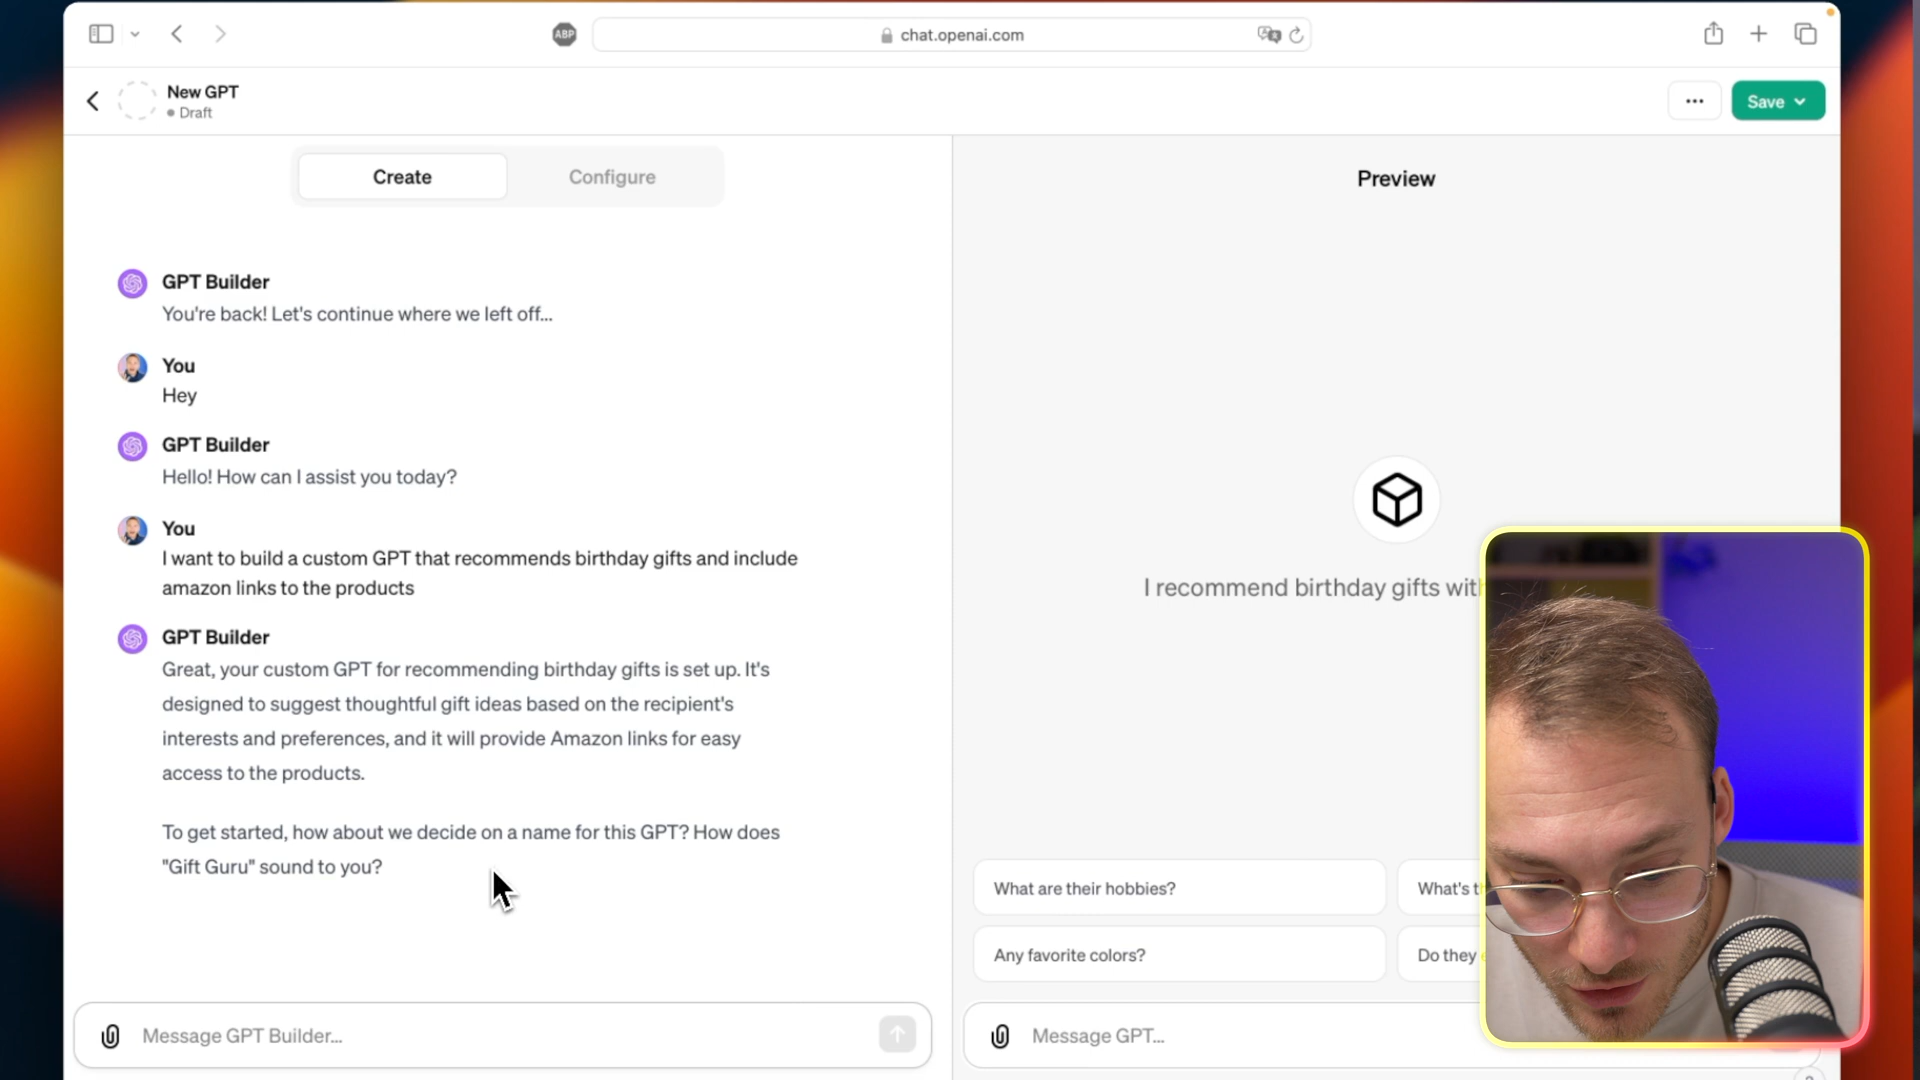 ABP
chat.openai.com
New GPT
Draft
Save
Create
Configure
Preview
GPT Builder
You're back! Let's continue where we left off...
You
Hey
GPT Builder
Hello! How can I assist you today?
You
I want to build a custom GPT that recommends birthday gifts and include
amazon links to the products
GPT Builder
Great, your custom GPT for recommending birthday gifts is set up. It's
designed to suggest thoughtful gift ideas based on the recipient's
interests and preferences, and it will provide Amazon links for easy
access to the products.
To get started, how about we decide on a name for this GPT? How does
"Gift Guru" sound to you?
Message GPT Builder...
I recommend birthday gifts
What are their hobbies?
What's
Any favorite colors?
Do they
Message GPT...